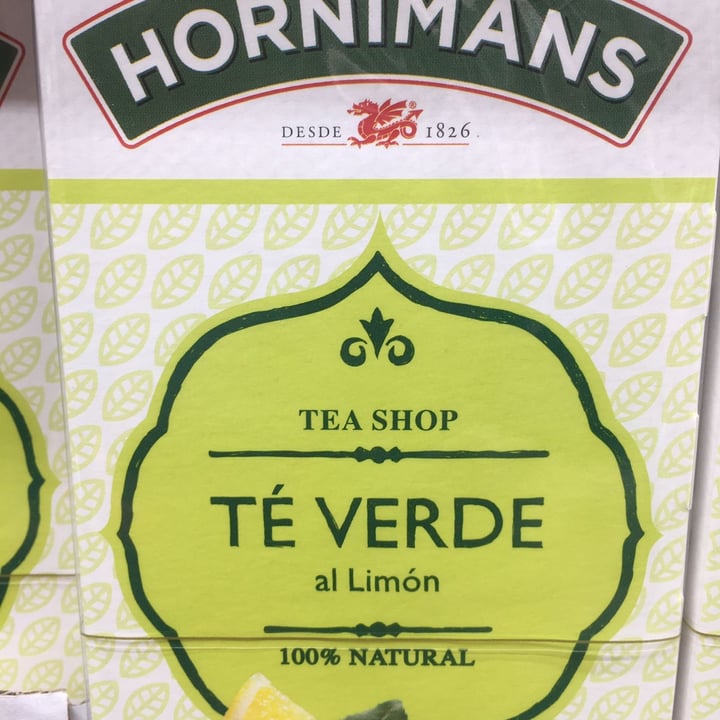 HORNIMANS
DESDE 1826.
TEA SHOP
TÉ VERDE
al Limón
100% NATURAL